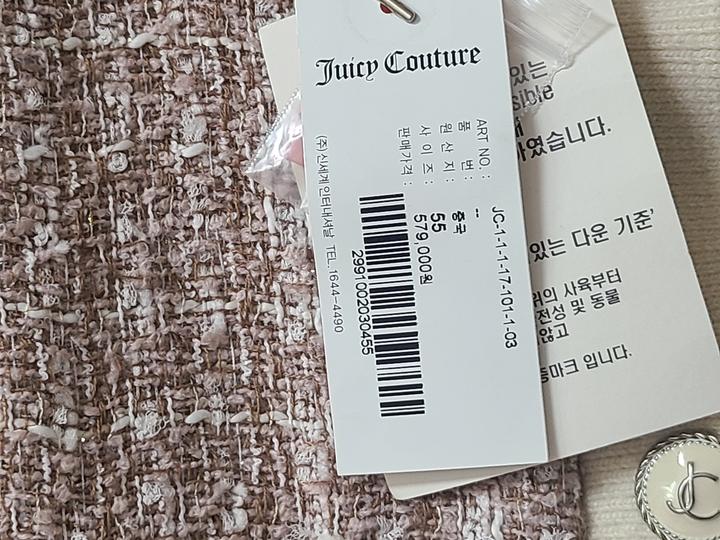 Juicy Couture
ART NO. : JC-1-1-1-17-101-1-03
품 번 : --
원 산 지 : 중국
사 이 즈 : 55
판매가격 : 579,000원
2991002030455
(주)신세계인터내셔날 TEL. 1644-4490
있는
sible
하였습니다.
있는 다운 기준'
위의 사육부터
전성 및 동물
않고
증마크 입니다.
JC